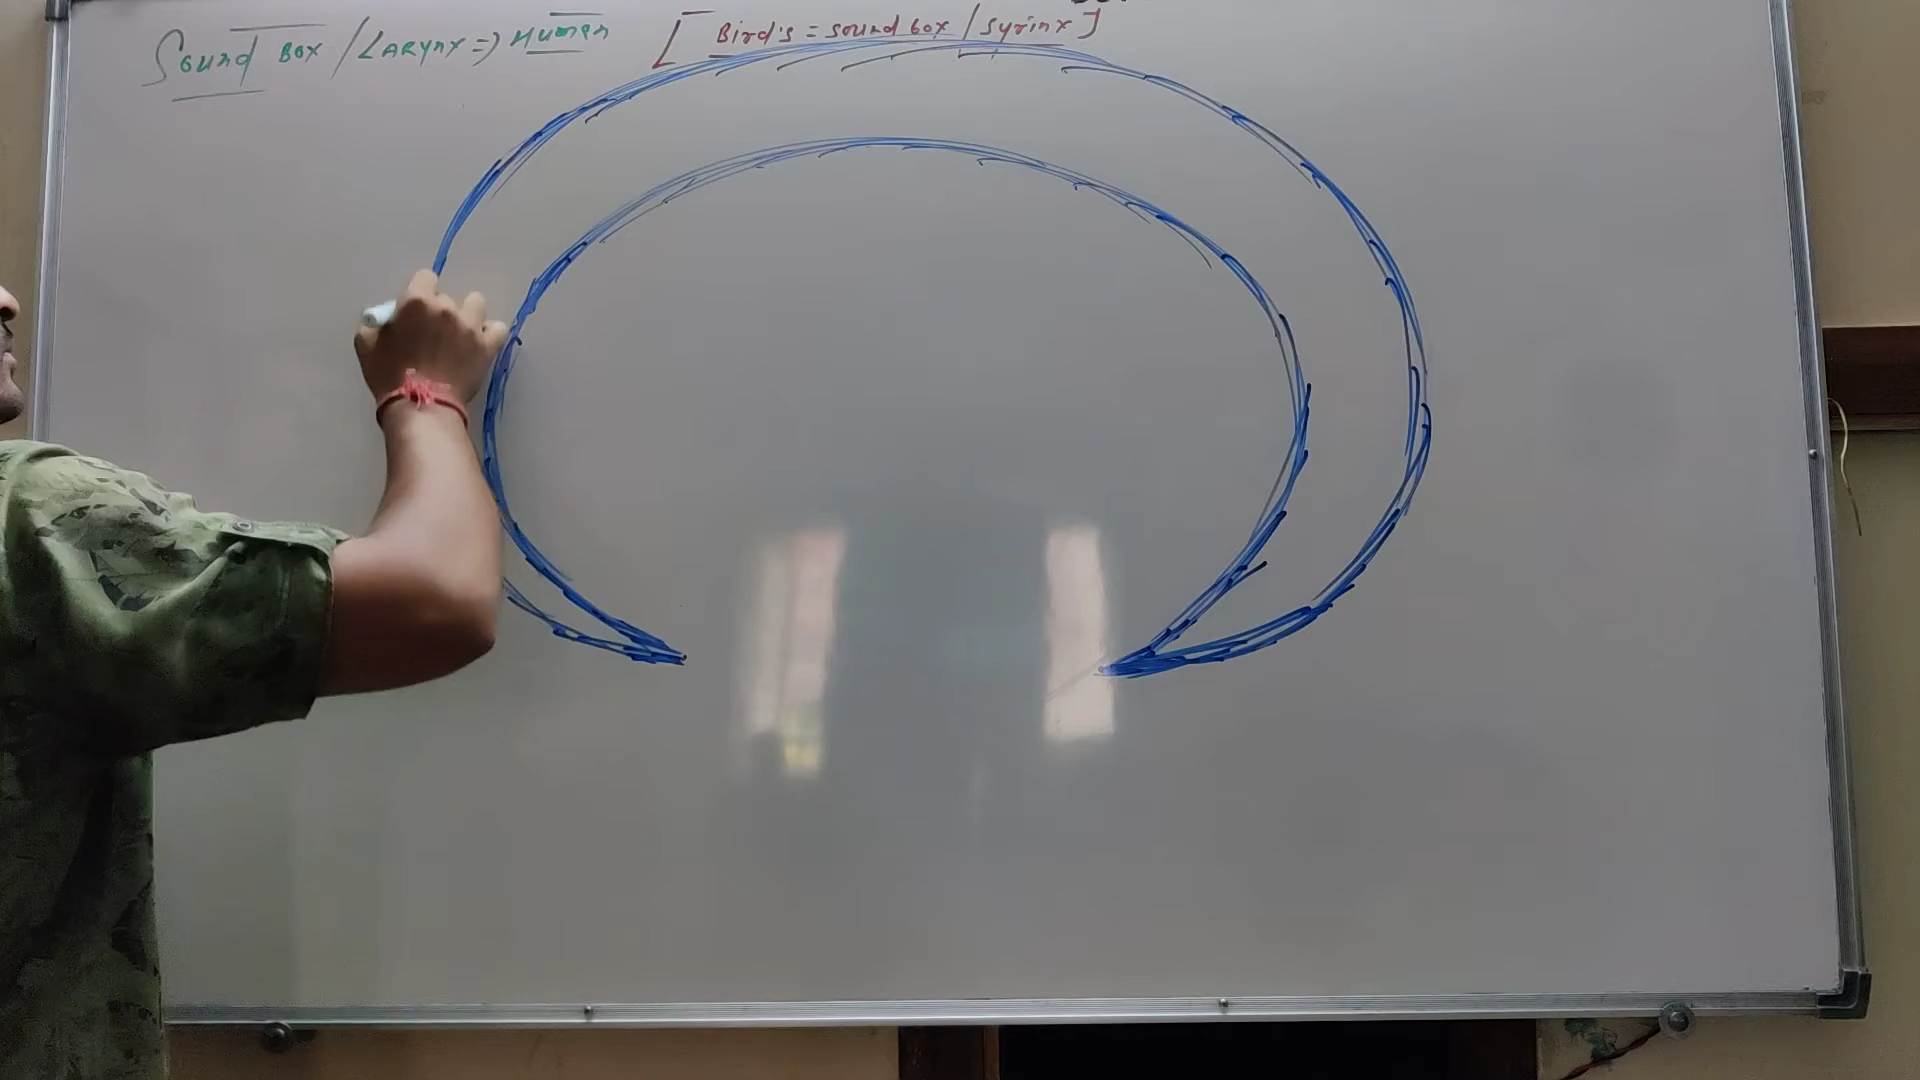 Sound Box / LARynx => Human [ Bird's = sound box / Syrinx ]